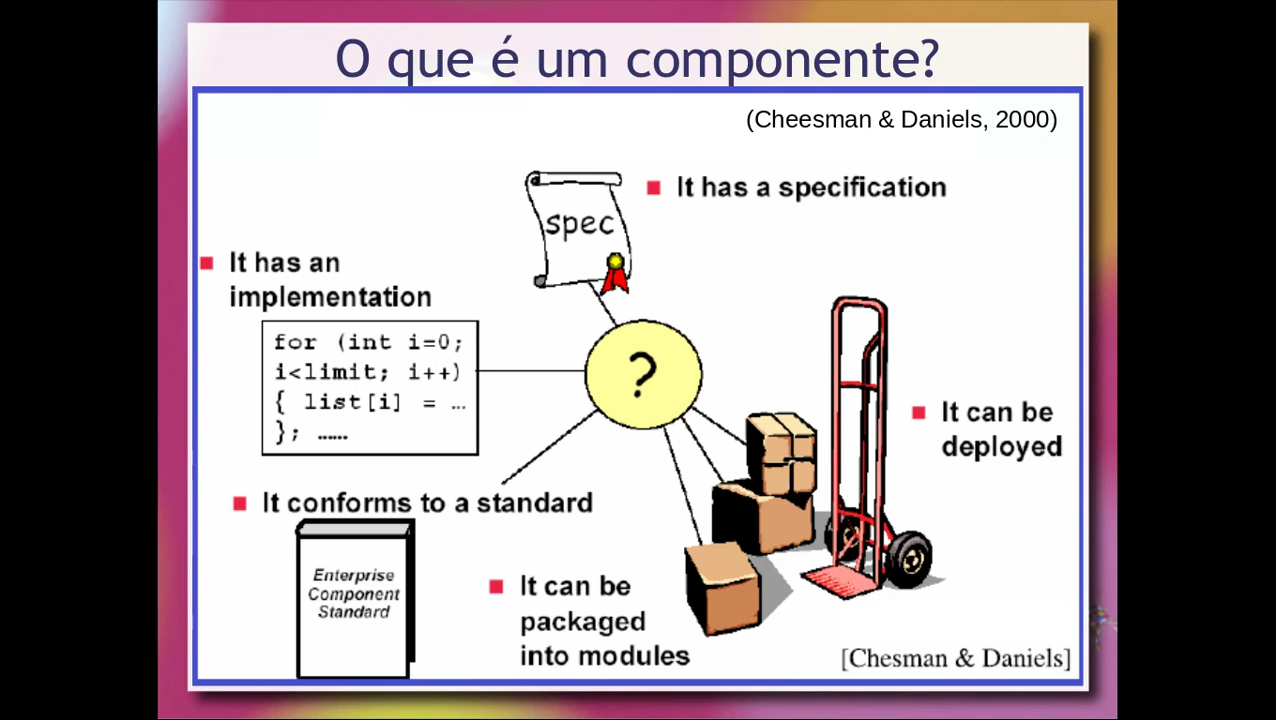 O que é um componente?
(Cheesman & Daniels, 2000)
It has a specification
spec
It has an
implementation
for (int i=0;
i<limit; i++)
{ list[i] = …
}; ……
?
It can be
deployed
It conforms to a standard
Enterprise
Component
Standard
It can be
packaged
into modules
[Chesman & Daniels]